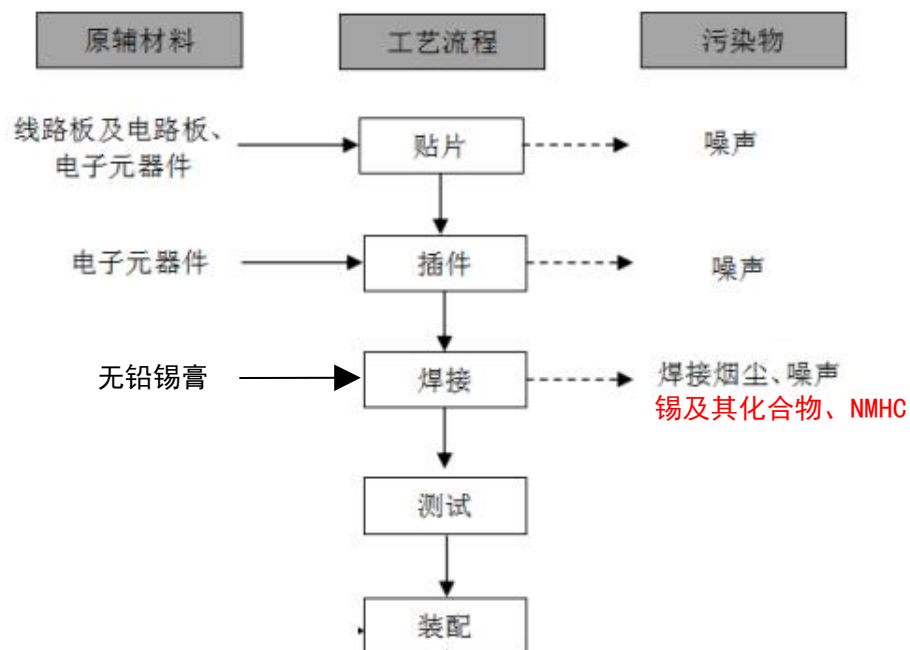 原辅材料
工艺流程
污染物
线路板及电路板、
电子元器件
贴片
噪声
电子元器件
插件
噪声
无铅锡膏
焊接
焊接烟尘、噪声
锡及其化合物、NMHC
测试
装配